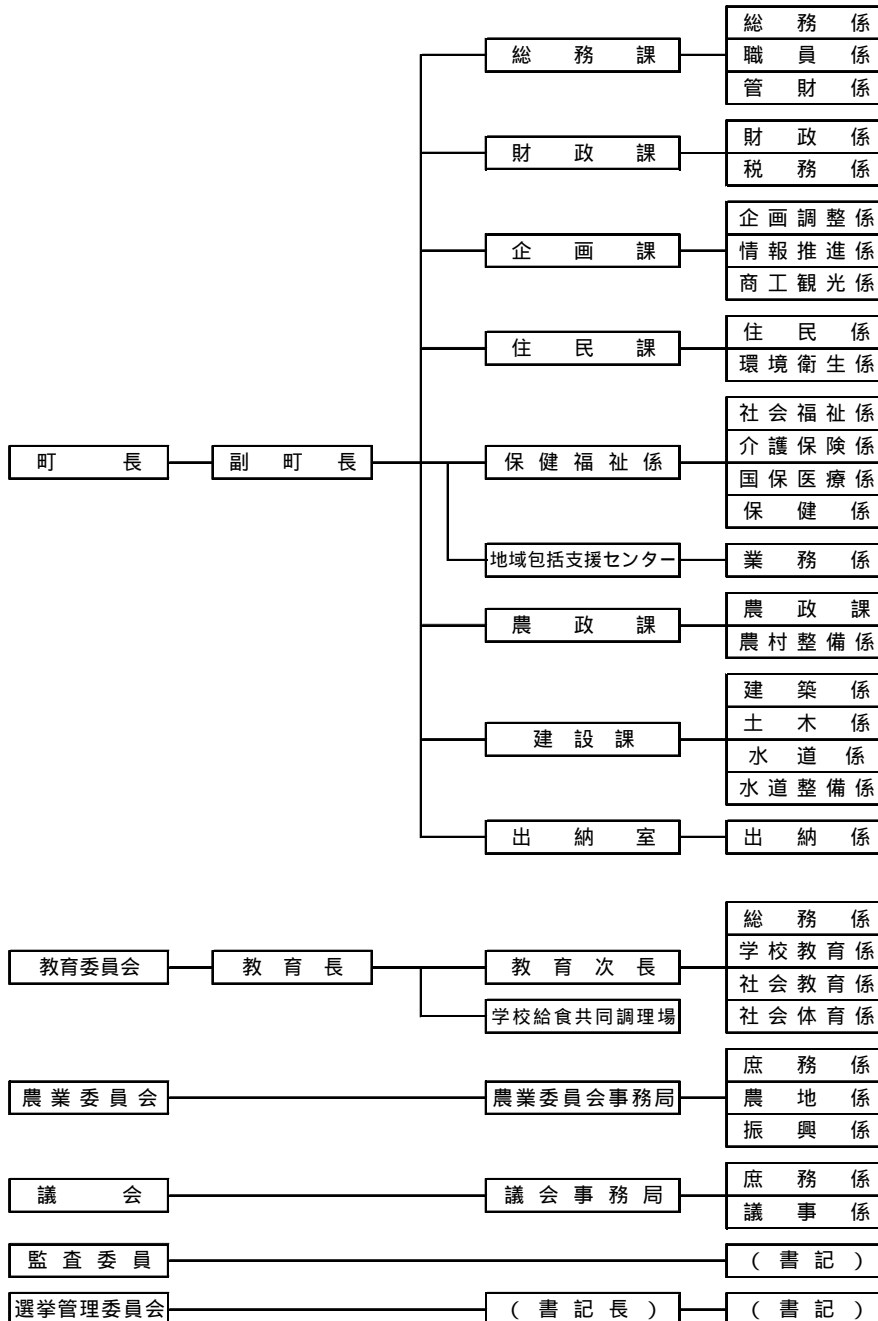 総務係
総務課
職員係
管財係
財政係
財政課
税務係
企画調整係
企画課
情報推進係
商工観光係
住民係
住民課
環境衛生係
社会福祉係
町長
副町長
保健福祉係
介護保険係
国保医療係
保健係
地域包括支援センター
業務係
農政課
農政課
農村整備係
建築係
土木係
建設課
水道係
水道整備係
出納室
出納係
総務係
教育委員会
教育長
教育次長
学校教育係
社会教育係
学校給食共同調理場
社会体育係
庶務係
農業委員会
農業委員会事務局
農地係
振興係
庶務係
議会
議会事務局
議事係
監査委員
(書記)
選挙管理委員会
(書記長)
(書記)